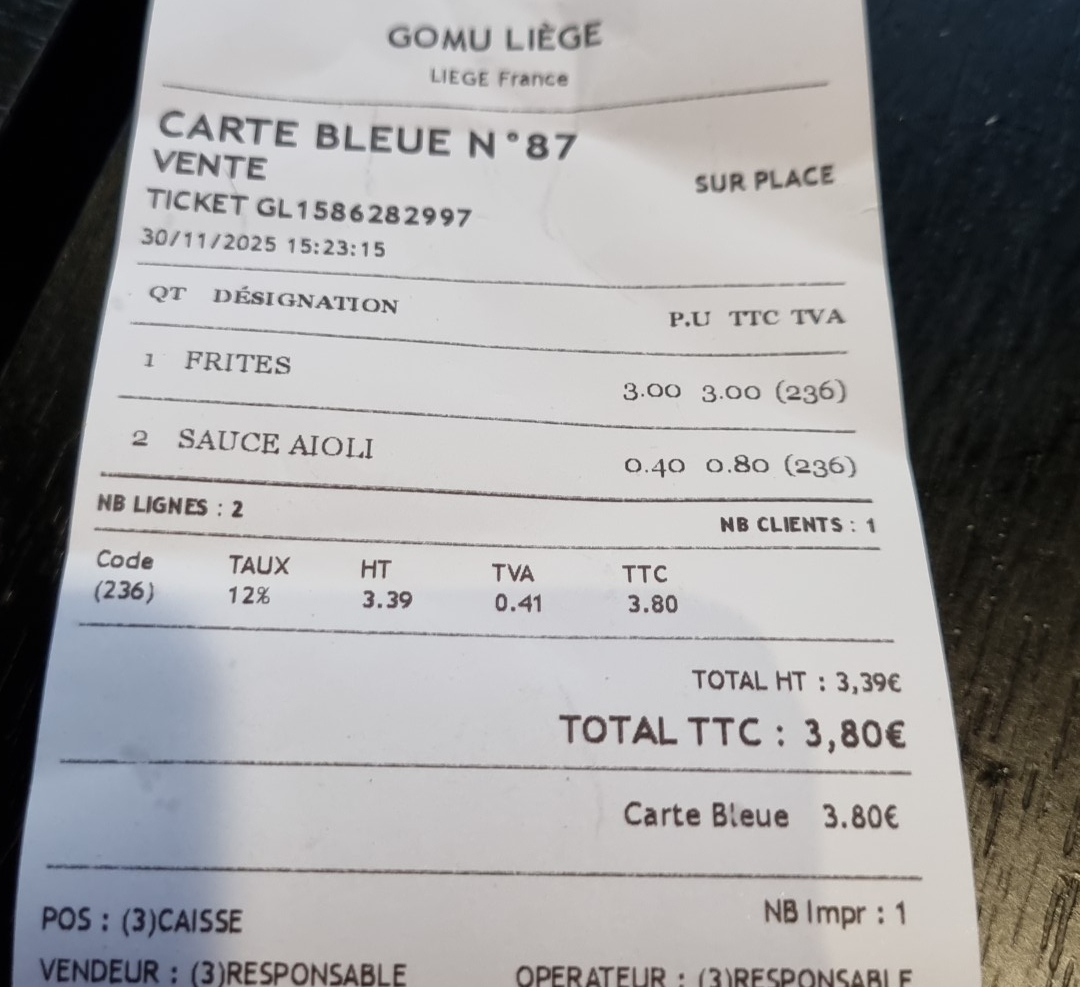 GOMU LIÈGE
LIEGE France
CARTE BLEUE N°87
VENTE
SUR PLACE
TICKET GL1586282997
30/11/2025 15:23:15
QT DÉSIGNATION P.U TTC TVA
1 FRITES 3.00 3.00 (236)
2 SAUCE AIOLI 0.40 0.80 (236)
NB LIGNES : 2 NB CLIENTS : 1
Code TAUX HT TVA TTC
(236) 12% 3.39 0.41 3.80
TOTAL HT : 3,39€
TOTAL TTC : 3,80€
Carte Bleue 3.80€
POS : (3)CAISSE NB Impr : 1
VENDEUR : (3)RESPONSABLE OPERATEUR : (3)RESPONSABLE